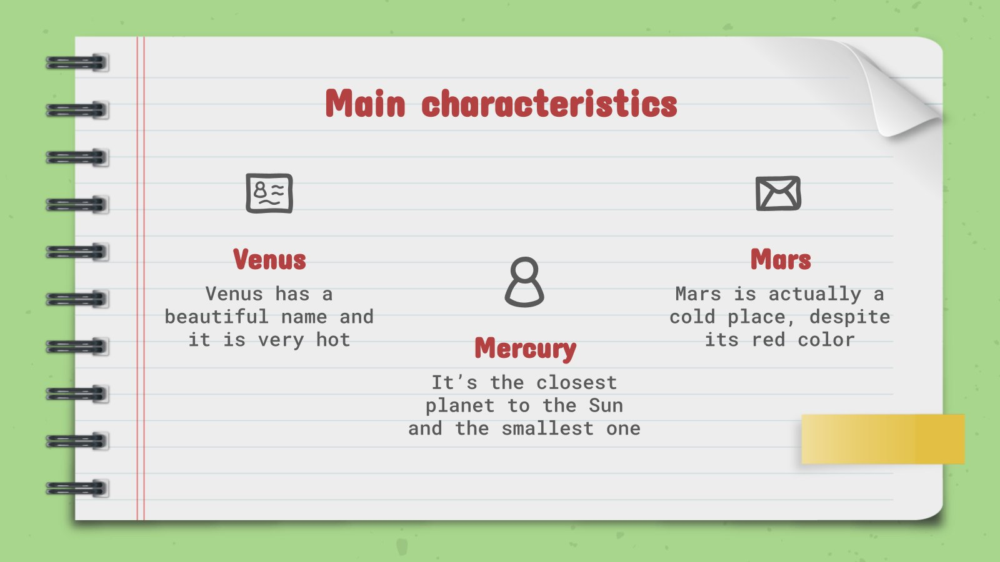 Main characteristics
Venus
Venus has a
beautiful name and
it is very hot
Mercury
It’s the closest
planet to the Sun
and the smallest one
Mars
Mars is actually a
cold place, despite
its red color